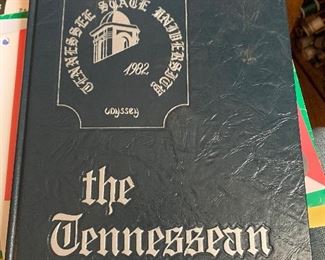 TENNESSEE STATE UNIVERSITY
1982
odyssey
the
Tennessean